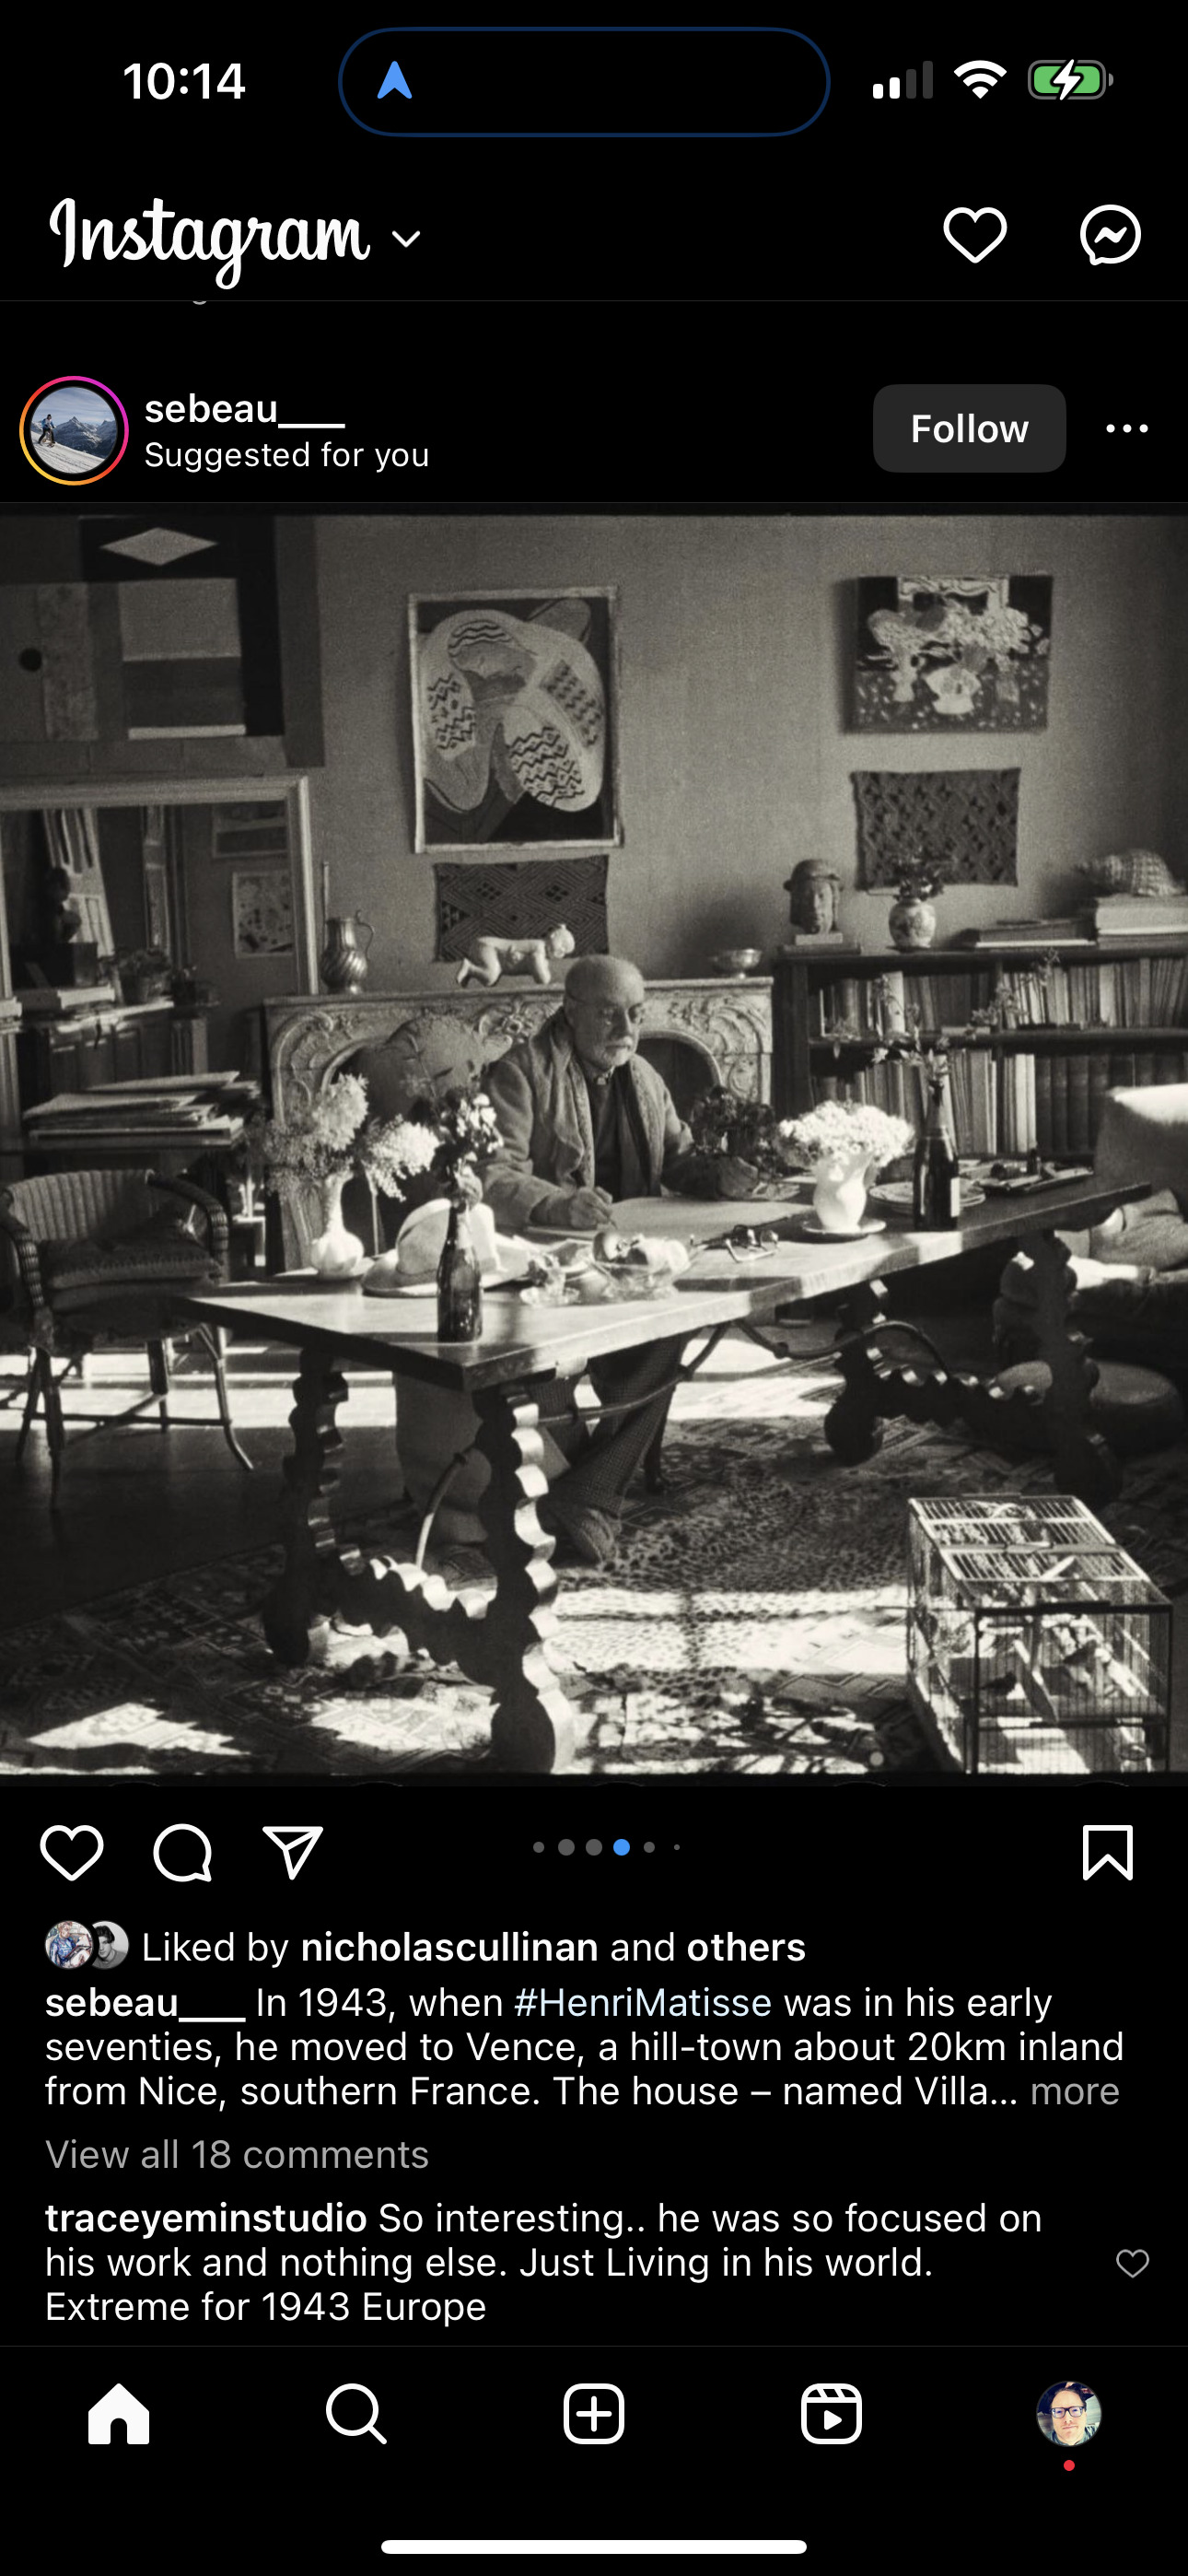 10:14
Instagram
sebeau___
Suggested for you
Follow
Liked by nicholascullinan and others
sebeau___ In 1943, when #HenriMatisse was in his early
seventies, he moved to Vence, a hill-town about 20km inland
from Nice, southern France. The house – named Villa... more
View all 18 comments
traceyeminstudio So interesting.. he was so focused on
his work and nothing else. Just Living in his world.
Extreme for 1943 Europe